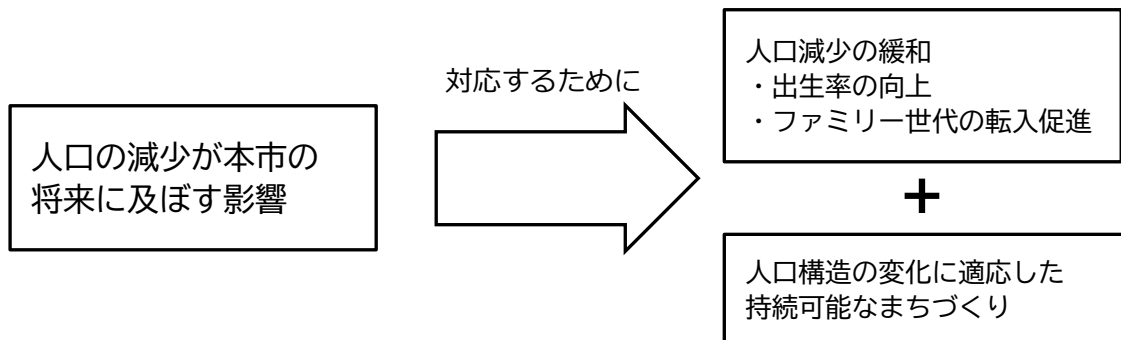 人口の減少が本市の
将来に及ぼす影響
対応するために
人口減少の緩和
・出生率の向上
・ファミリー世代の転入促進
+
人口構造の変化に適応した
持続可能なまちづくり